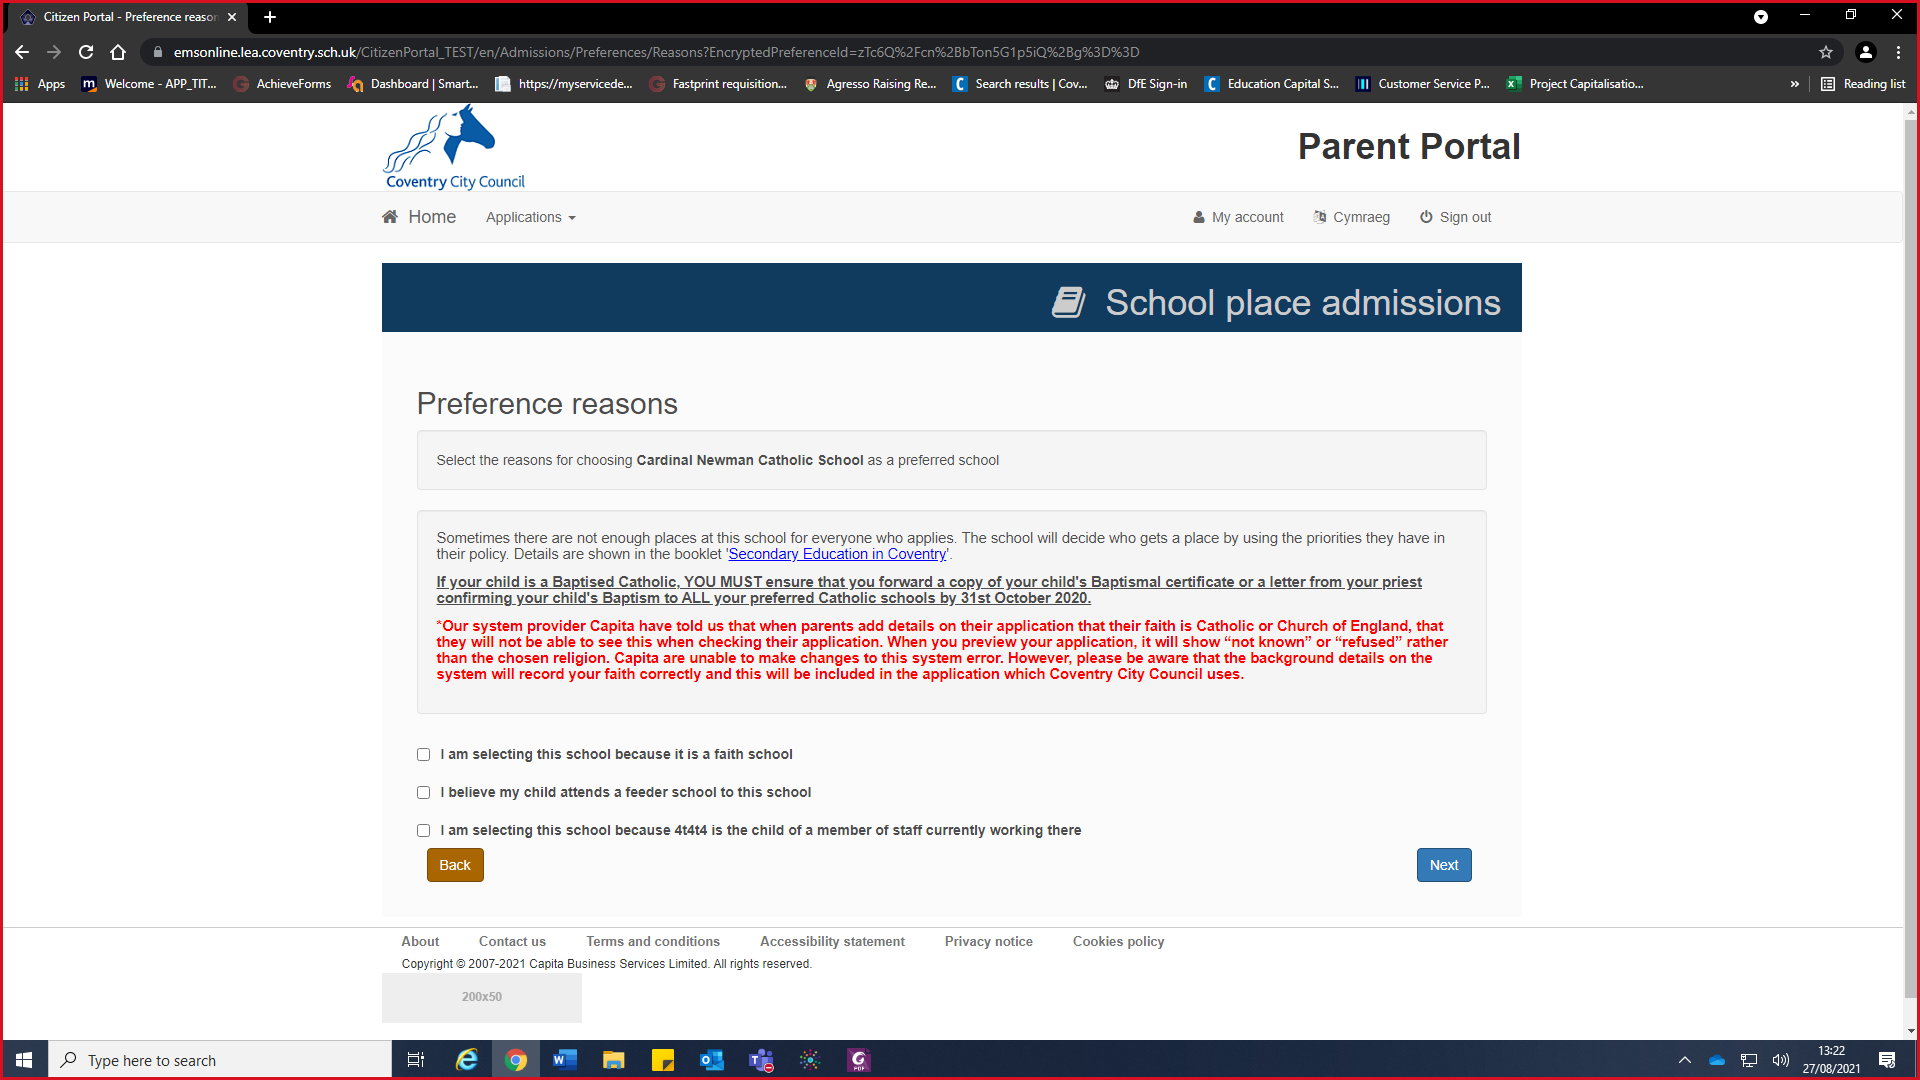 Citizen Portal - Preference reason
emsonline.lea.coventry.sch.uk/CitizenPortal_TEST/en/Admissions/Preferences/Reasons?EncryptedPreferenceId=zTc6Q%2Fcn%2BbTon5G1p5iQ%2Bg%3D%3D
Apps Welcome - APP_TIT... AchieveForms Dashboard | Smart... https://myservicede... Fastprint requisition... Agresso Raising Re... Search results | Cov... DfE Sign-in Education Capital S... Customer Service P... Project Capitalisatio... » Reading list
Coventry City Council
Parent Portal
Home Applications My account Cymraeg Sign out
School place admissions
Preference reasons
Select the reasons for choosing Cardinal Newman Catholic School as a preferred school
Sometimes there are not enough places at this school for everyone who applies. The school will decide who gets a place by using the priorities they have in
their policy. Details are shown in the booklet 'Secondary Education in Coventry'.
If your child is a Baptised Catholic, YOU MUST ensure that you forward a copy of your child's Baptismal certificate or a letter from your priest
confirming your child's Baptism to ALL your preferred Catholic schools by 31st October 2020.
*Our system provider Capita have told us that when parents add details on their application that their faith is Catholic or Church of England, that
they will not be able to see this when checking their application. When you preview your application, it will show “not known” or “refused” rather
than the chosen religion. Capita are unable to make changes to this system error. However, please be aware that the background details on the
system will record your faith correctly and this will be included in the application which Coventry City Council uses.
I am selecting this school because it is a faith school
I believe my child attends a feeder school to this school
I am selecting this school because 4t4t4 is the child of a member of staff currently working there
Back Next
About Contact us Terms and conditions Accessibility statement Privacy notice Cookies policy
Copyright © 2007-2021 Capita Business Services Limited. All rights reserved.
200x50
Type here to search
13:22
27/08/2021